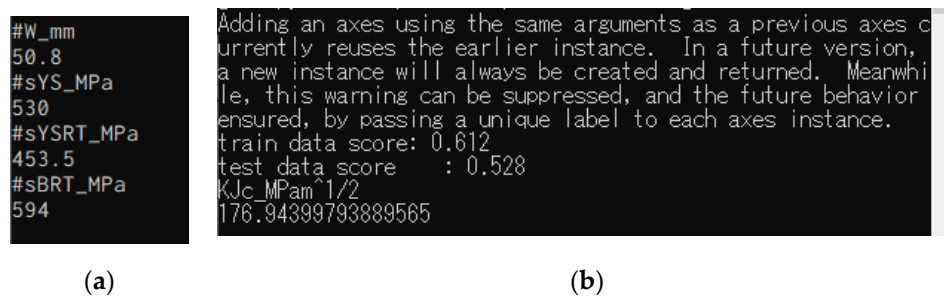 #W_mm
50.8
#sYS_MPa
530
#sYSRT_MPa
453.5
#sBRT_MPa
594
Adding an axes using the same arguments as a previous axes c
urrently reuses the earlier instance.  In a future version,
a new instance will always be created and returned.  Meanwhi
le, this warning can be suppressed, and the future behavior
ensured, by passing a unique label to each axes instance.
train data score: 0.612
test data score   : 0.528
KJc_MPam^1/2
176.94399793889565
(a)
(b)